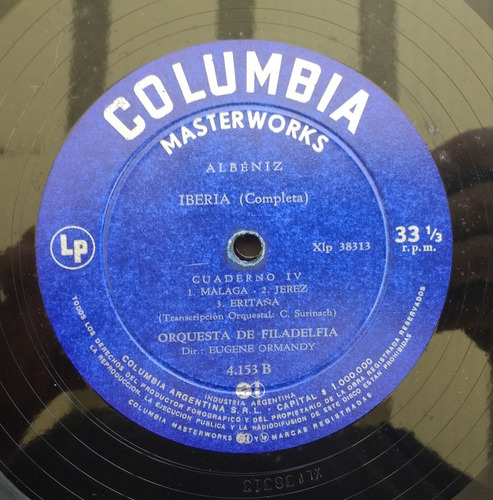 COLUMBIA
MASTERWORKS
ALBÉNIZ
IBERIA (Completa)
Lp
Xlp 38313
33 1/3
r. p. m.
CUADERNO IV
1. MALAGA - 2. JEREZ
3. ERITAÑA
(Transcripción Orquestal: C. Surinach)
ORQUESTA DE FILADELFIA
Dir.: EUGENE ORMANDY
4.153 B
INDUSTRIA ARGENTINA
COLUMBIA ARGENTINA S.R.L. - CAPITAL $ 1.000.000
TODOS LOS DERECHOS DEL PRODUCTOR FONOGRAFICO Y DEL PROPIETARIO DE LA OBRA REGISTRADA RESERVADOS
LA REPRODUCCION, LA EJECUCION PUBLICA Y LA RADIODIFUSION DE ESTE DISCO ESTAN PROHIBIDAS
COLUMBIA MASTERWORKS Y Lp MARCAS REGISTRADAS
XLP38313